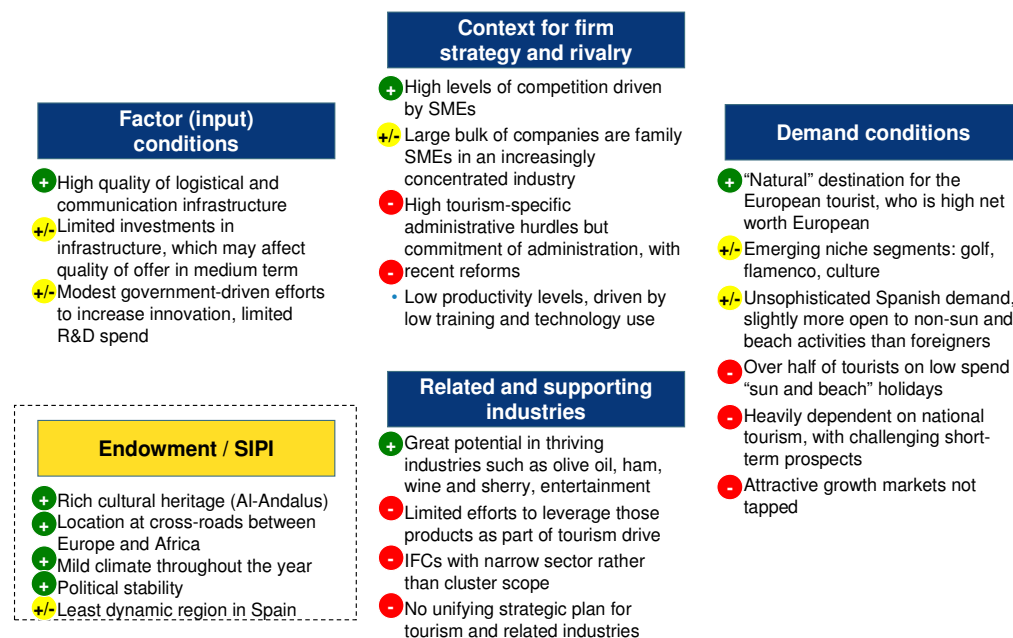 Context for firm
strategy and rivalry
+ High levels of competition driven
by SMEs
+/- Large bulk of companies are family
SMEs in an increasingly
concentrated industry
- High tourism-specific
administrative hurdles but
commitment of administration, with
- recent reforms
• Low productivity levels, driven by
low training and technology use
Factor (input)
conditions
+ High quality of logistical and
communication infrastructure
+/- Limited investments in
infrastructure, which may affect
quality of offer in medium term
+/- Modest government-driven efforts
to increase innovation, limited
R&D spend
Demand conditions
+ “Natural” destination for the
European tourist, who is high net
worth European
+/- Emerging niche segments: golf,
flamenco, culture
+/- Unsophisticated Spanish demand,
slightly more open to non-sun and
beach activities than foreigners
- Over half of tourists on low spend
“sun and beach” holidays
- Heavily dependent on national
tourism, with challenging short-
term prospects
- Attractive growth markets not
tapped
Endowment / SIPI
+ Rich cultural heritage (Al-Andalus)
+ Location at cross-roads between
Europe and Africa
+ Mild climate throughout the year
+ Political stability
+/- Least dynamic region in Spain
Related and supporting
industries
+ Great potential in thriving
industries such as olive oil, ham,
wine and sherry, entertainment
- Limited efforts to leverage those
products as part of tourism drive
- IFCs with narrow sector rather
than cluster scope
- No unifying strategic plan for
tourism and related industries